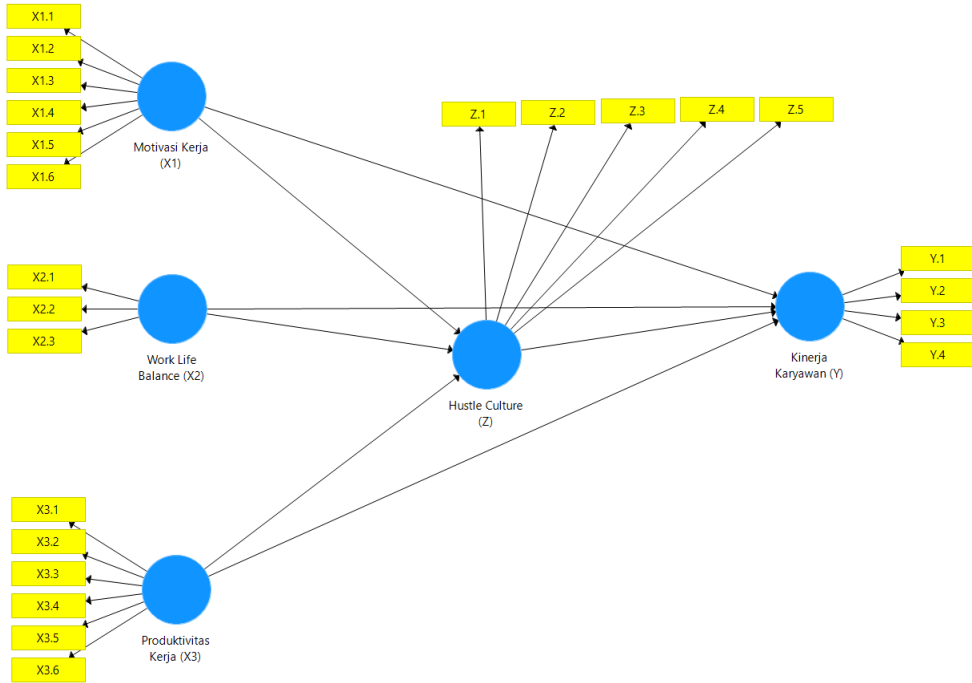 X1.1
X1.2
X1.3
X1.4
X1.5
X1.6
Motivasi Kerja
(X1)
Z.1
Z.2
Z.3
Z.4
Z.5
X2.1
X2.2
X2.3
Work Life
Balance (X2)
Hustle Culture
(Z)
Y.1
Y.2
Y.3
Y.4
Kinerja
Karyawan (Y)
X3.1
X3.2
X3.3
X3.4
X3.5
X3.6
Produktivitas
Kerja (X3)